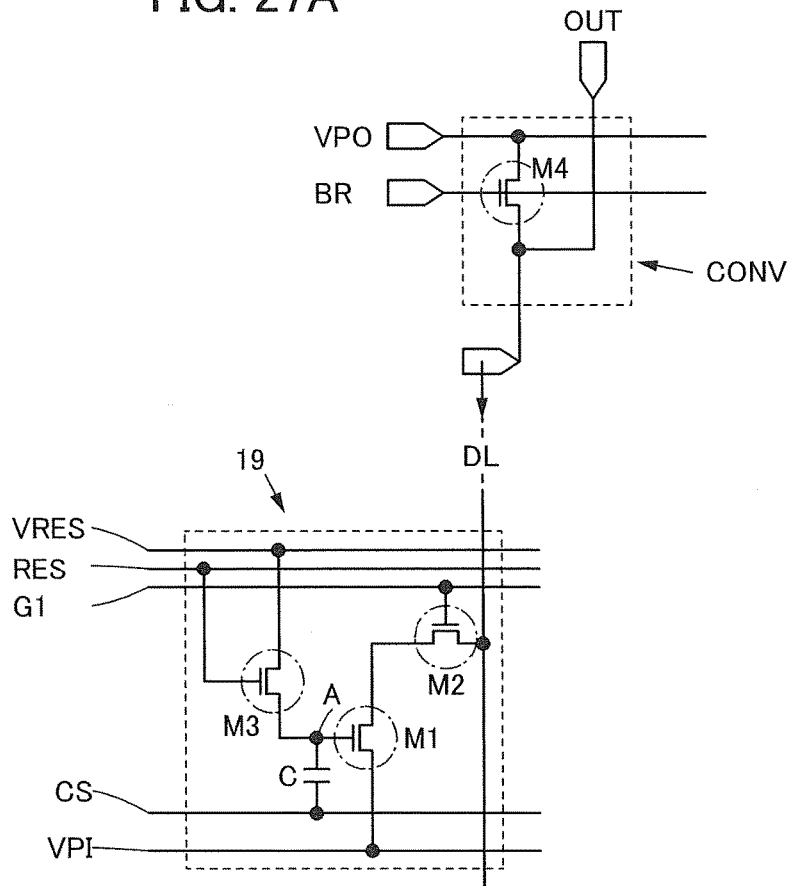 FIG. 27A
OUT
VPO
M4
BR
CONV
DL
19
VRES
RES
G1
M2
A
M3
M1
C
CS
VPI